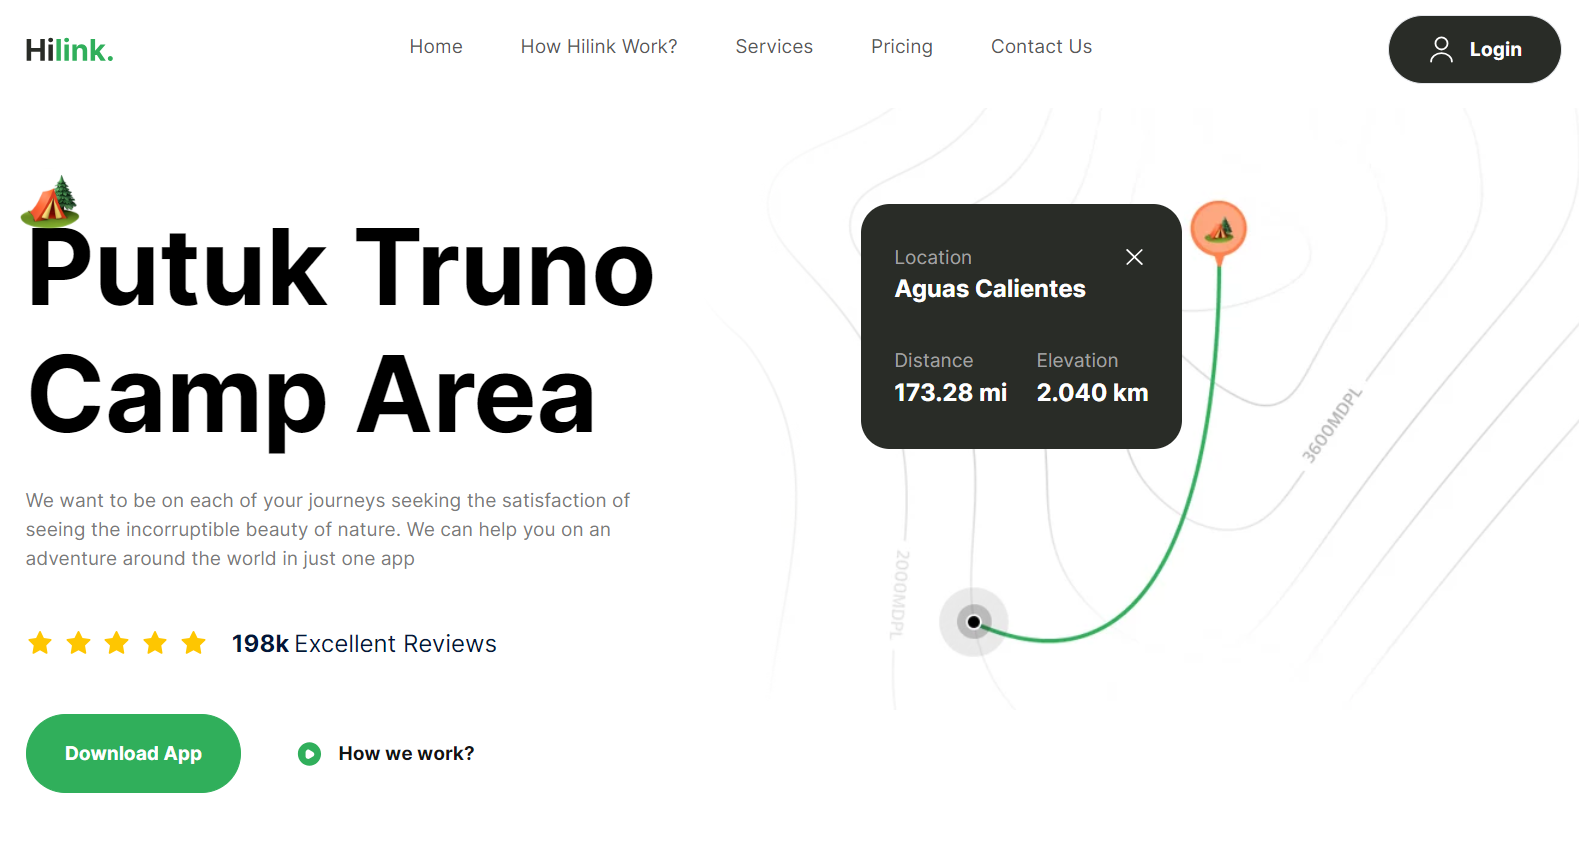 Hilink.
Home
How Hilink Work?
Services
Pricing
Contact Us
Login
Putuk Truno
Camp Area
We want to be on each of your journeys seeking the satisfaction of
seeing the incorruptible beauty of nature. We can help you on an
adventure around the world in just one app
198k Excellent Reviews
Download App
How we work?
Location
Aguas Calientes
Distance
Elevation
173.28 mi
2.040 km
3600MDPL
2000MDPL